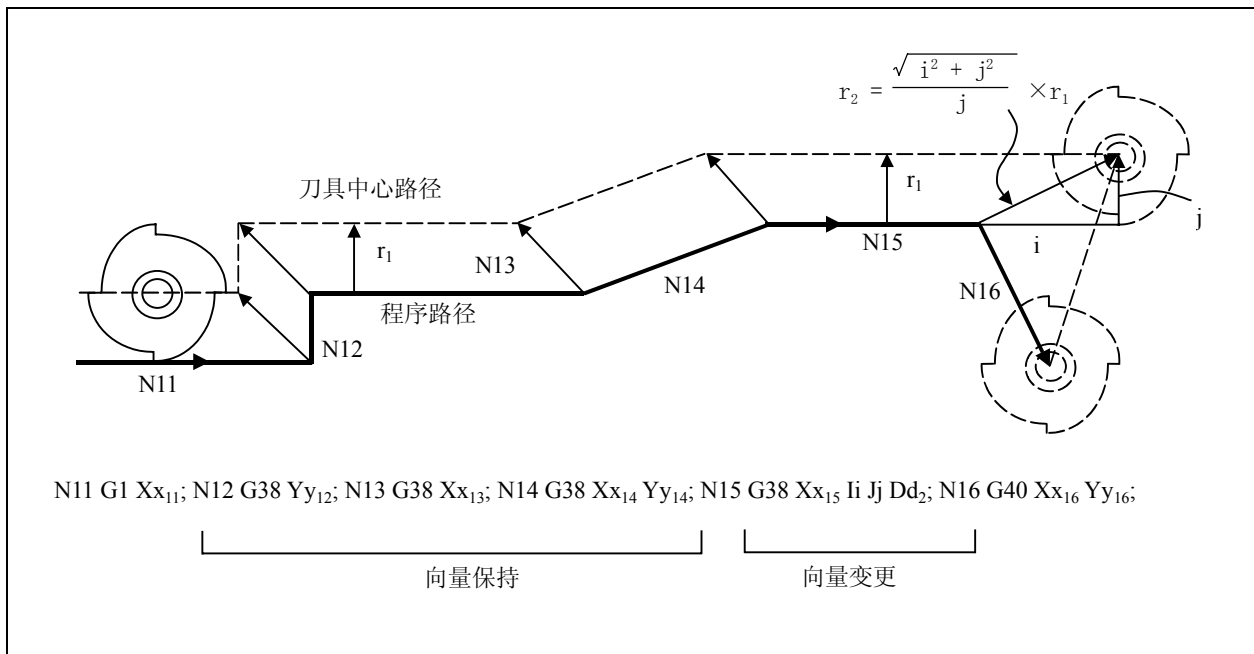 r₂ = √(i² + j²) / j ×r₁
刀具中心路径
r₁
j
r₁
N15
i
N13
N14
N16
程序路径
N12
N11
N11 G1 Xx₁₁; N12 G38 Yy₁₂; N13 G38 Xx₁₃; N14 G38 Xx₁₄ Yy₁₄; N15 G38 Xx₁₅ Ii Jj Dd₂; N16 G40 Xx₁₆ Yy₁₆;
向量保持
向量变更